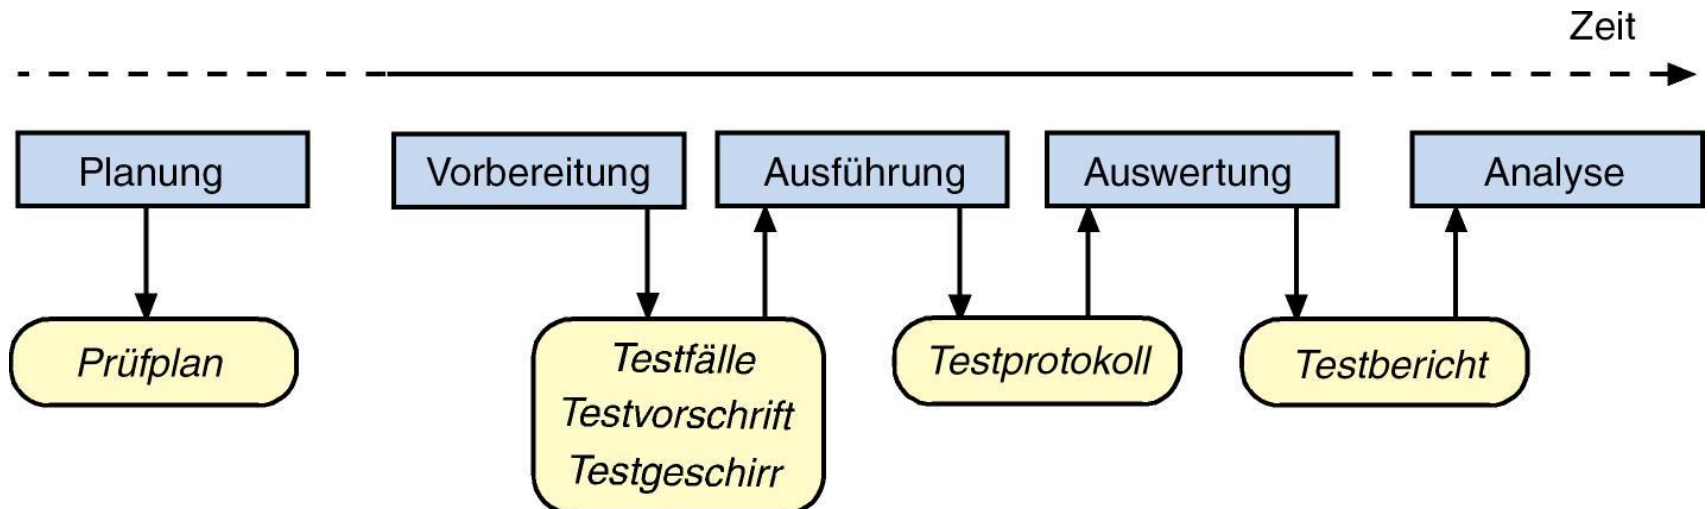 Zeit
Planung
Vorbereitung
Ausführung
Auswertung
Analyse
Prüfplan
Testfälle
Testvorschrift
Testgeschirr
Testprotokoll
Testbericht